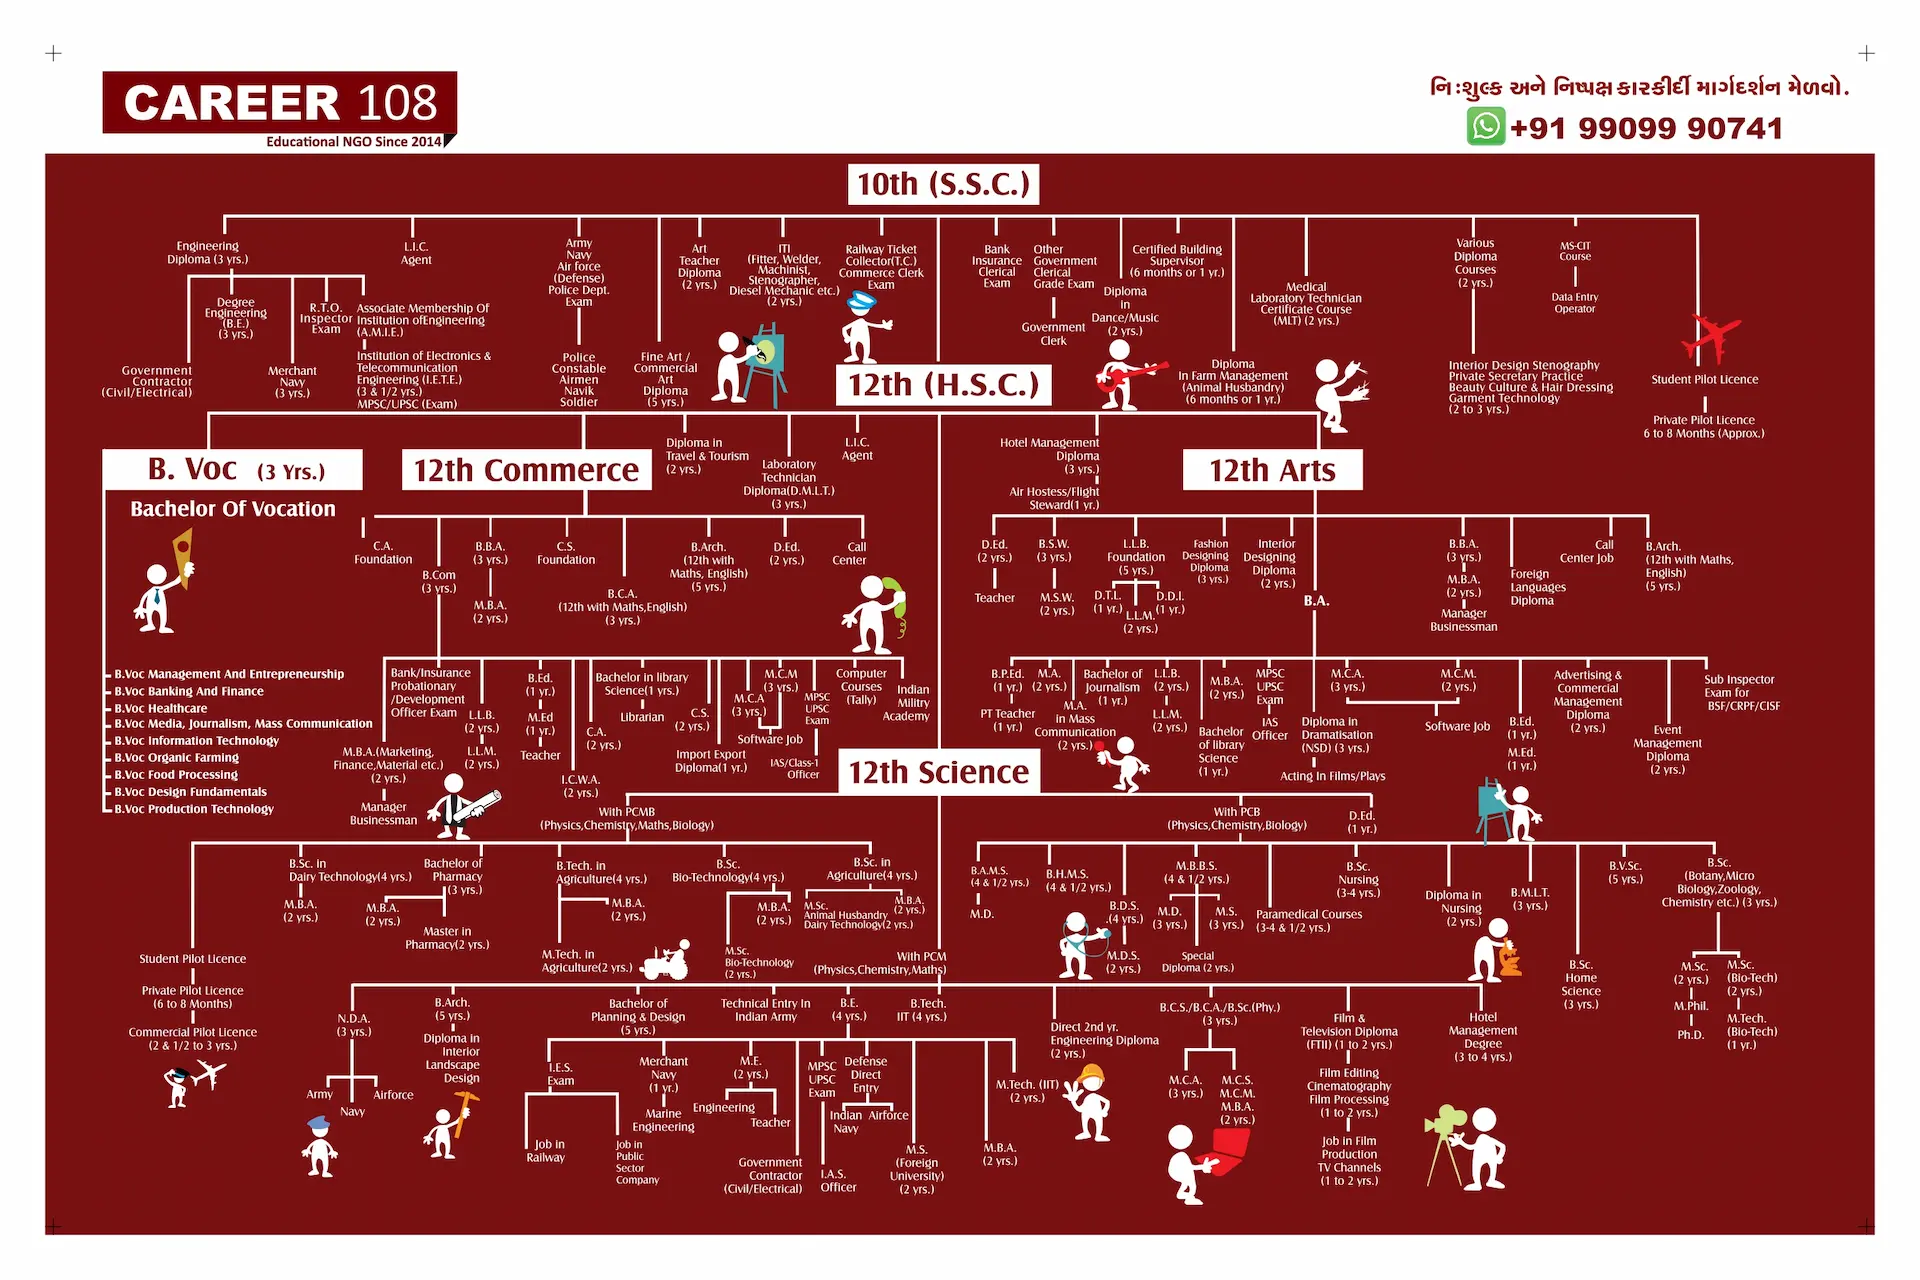 CAREER 108
Educational NGO Since 2014
નિ:શુલ્ક અને નિષ્પક્ષ કારકીર્દી માર્ગદર્શન મેળવો.
+91 99099 90741
10th (S.S.C.)
Engineering
Diploma (3 yrs.)
L.I.C.
Agent
Army
Navy
Air force
(Defense)
Police Dept.
Exam
Art
Teacher
Diploma
(2 yrs.)
ITI
(Fitter, Welder,
Machinist,
Stenographer,
Diesel Mechanic etc.)
(2 yrs.)
Railway Ticket
Collector(T.C.)
Commerce Clerk
Exam
Bank
Insurance
Clerical
Exam
Other
Government
Clerical
Grade Exam
Government
Clerk
Diploma
in
Dance/Music
(2 yrs.)
Certified Building
Supervisor
(6 months or 1 yr.)
Medical
Laboratory Technician
Certificate Course
(MLT) (2 yrs.)
Various
Diploma
Courses
(2 yrs.)
MS-CIT
Course
Data Entry
Operator
Degree
Engineering
(B.E.)
(3 yrs.)
R.T.O.
Inspector
Exam
Associate Membership Of
Institution ofEngineering
(A.M.I.E.)
Institution of Electronics &
Telecommunication
Engineering (I.E.T.E.)
(3 & 1/2 yrs.)
MPSC/UPSC (Exam)
Government
Contractor
(Civil/Electrical)
Merchant
Navy
(3 yrs.)
Police
Constable
Airmen
Navik
Soldier
Fine Art /
Commercial
Art
Diploma
(5 yrs.)
Diploma
In Farm Management
(Animal Husbandry)
(6 months or 1 yr.)
Interior Design Stenography
Private Secretary Practice
Beauty Culture & Hair Dressing
Garment Technology
(2 to 3 yrs.)
Student Pilot Licence
Private Pilot Licence
6 to 8 Months (Approx.)
12th (H.S.C.)
B. Voc (3 Yrs.)
Bachelor Of Vocation
12th Commerce
Diploma in
Travel & Tourism
(2 yrs.)
Laboratory
Technician
Diploma(D.M.L.T.)
(3 yrs.)
L.I.C.
Agent
Hotel Management
Diploma
(3 yrs.)
Air Hostess/Flight
Steward(1 yr.)
12th Arts
C.A.
Foundation
B.Com
(3 yrs.)
B.B.A.
(3 yrs.)
M.B.A.
(2 yrs.)
C.S.
Foundation
B.C.A.
(12th with Maths,English)
(3 yrs.)
B.Arch.
(12th with
Maths, English)
(5 yrs.)
D.Ed.
(2 yrs.)
Call
Center
D.Ed.
(2 yrs.)
Teacher
B.S.W.
(3 yrs.)
M.S.W.
(2 yrs.)
L.L.B.
Foundation
(5 yrs.)
D.T.L.
(1 yr.)
D.D.I.
(1 yr.)
L.L.M.
(2 yrs.)
Fashion
Designing
Diploma
(3 yrs.)
Interior
Designing
Diploma
(2 yrs.)
B.A.
B.B.A.
(3 yrs.)
M.B.A.
(2 yrs.)
Manager
Businessman
Foreign
Languages
Diploma
Call
Center Job
B.Arch.
(12th with Maths,
English)
(5 yrs.)
B.Voc Management And Entrepreneurship
B.Voc Banking And Finance
B.Voc Healthcare
B.Voc Media, Journalism, Mass Communication
B.Voc Information Technology
B.Voc Organic Farming
B.Voc Food Processing
B.Voc Design Fundamentals
B.Voc Production Technology
M.B.A.(Marketing,
Finance,Material etc.)
(2 yrs.)
Manager
Businessman
Bank/Insurance
Probationary
/Development
Officer Exam
L.L.B.
(2 yrs.)
L.L.M.
(2 yrs.)
B.Ed.
(1 yr.)
M.Ed
(1 yr.)
Teacher
I.C.W.A.
(2 yrs.)
C.A.
(2 yrs.)
Bachelor in library
Science(1 yrs.)
Librarian
C.S.
(2 yrs.)
Import Export
Diploma(1 yr.)
M.C.A
(3 yrs.)
M.C.M
(3 yrs.)
Software Job
MPSC
UPSC
Exam
IAS/Class-1
Officer
Computer
Courses
(Tally)
Indian
Militry
Academy
B.P.Ed.
(1 yr.)
PT Teacher
(1 yr.)
M.A.
(2 yrs.)
M.A.
in Mass
Communication
(2 yrs.)
Bachelor of
Journalism
(1 yr.)
L.L.B.
(2 yrs.)
L.L.M.
(2 yrs.)
Bachelor
of library
Science
(1 yr.)
M.B.A.
(2 yrs.)
MPSC
UPSC
Exam
IAS
Officer
Diploma in
Dramatisation
(NSD) (3 yrs.)
Acting In Films/Plays
M.C.A.
(3 yrs.)
M.C.M.
(2 yrs.)
Software Job
B.Ed.
(1 yr.)
M.Ed.
(1 yr.)
Advertising &
Commercial
Management
Diploma
(2 yrs.)
Event
Management
Diploma
(2 yrs.)
Sub Inspector
Exam for
BSF/CRPF/CISF
12th Science
With PCMB
(Physics,Chemistry,Maths,Biology)
With PCB
(Physics,Chemistry,Biology)
D.Ed.
(1 yr.)
Student Pilot Licence
Private Pilot Licence
(6 to 8 Months)
Commercial Pilot Licence
(2 & 1/2 to 3 yrs.)
B.Sc. in
Dairy Technology(4 yrs.)
M.B.A.
(2 yrs.)
Bachelor of
Pharmacy
(3 yrs.)
M.B.A.
(2 yrs.)
Master in
Pharmacy(2 yrs.)
B.Tech. in
Agriculture(4 yrs.)
M.B.A.
(2 yrs.)
M.Tech. in
Agriculture(2 yrs.)
B.Sc.
Bio-Technology(4 yrs.)
M.B.A.
(2 yrs.)
M.Sc.
Bio-Technology
(2 yrs.)
B.Sc. in
Agriculture(4 yrs.)
M.Sc.
Animal Husbandry
Dairy Technology(2 yrs.)
M.B.A.
(2 yrs.)
B.A.M.S.
(4 & 1/2 yrs.)
M.D.
B.H.M.S.
(4 & 1/2 yrs.)
B.D.S.
(4 yrs.)
M.D.S.
(2 yrs.)
M.B.B.S.
(4 & 1/2 yrs.)
M.D.
(3 yrs.)
M.S.
(3 yrs.)
Special
Diploma (2 yrs.)
Paramedical Courses
(3-4 & 1/2 yrs.)
B.Sc.
Nursing
(3-4 yrs.)
Diploma in
Nursing
(2 yrs.)
B.M.L.T.
(3 yrs.)
B.Sc.
Home
Science
(3 yrs.)
B.V.Sc.
(5 yrs.)
B.Sc.
(Botany,Micro
Biology,Zoology,
Chemistry etc.) (3 yrs.)
M.Sc.
(2 yrs.)
M.Phil.
Ph.D.
M.Sc.
(Bio-Tech)
(2 yrs.)
M.Tech.
(Bio-Tech)
(1 yr.)
With PCM
(Physics,Chemistry,Maths)
N.D.A.
(3 yrs.)
Army
Navy
Airforce
B.Arch.
(5 yrs.)
Diploma in
Interior
Landscape
Design
Bachelor of
Planning & Design
(5 yrs.)
Technical Entry In
Indian Army
B.E.
(4 yrs.)
B.Tech.
IIT (4 yrs.)
I.E.S.
Exam
Job in
Railway
Job in
Public
Sector
Company
Merchant
Navy
(1 yr.)
Marine
Engineering
M.E.
(2 yrs.)
Engineering
Teacher
Government
Contractor
(Civil/Electrical)
MPSC
UPSC
Exam
I.A.S.
Officer
Defense
Direct
Entry
Indian
Navy
Airforce
M.S.
(Foreign
University)
(2 yrs.)
M.B.A.
(2 yrs.)
M.Tech. (IIT)
(2 yrs.)
Direct 2nd yr.
Engineering Diploma
(2 yrs.)
B.C.S./B.C.A./B.Sc.(Phy.)
(3 yrs.)
M.C.A.
(3 yrs.)
M.C.S.
M.C.M.
M.B.A.
(2 yrs.)
Film &
Television Diploma
(FTII) (1 to 2 yrs.)
Film Editing
Cinematography
Film Processing
(1 to 2 yrs.)
Job in Film
Production
TV Channels
(1 to 2 yrs.)
Hotel
Management
Degree
(3 to 4 yrs.)